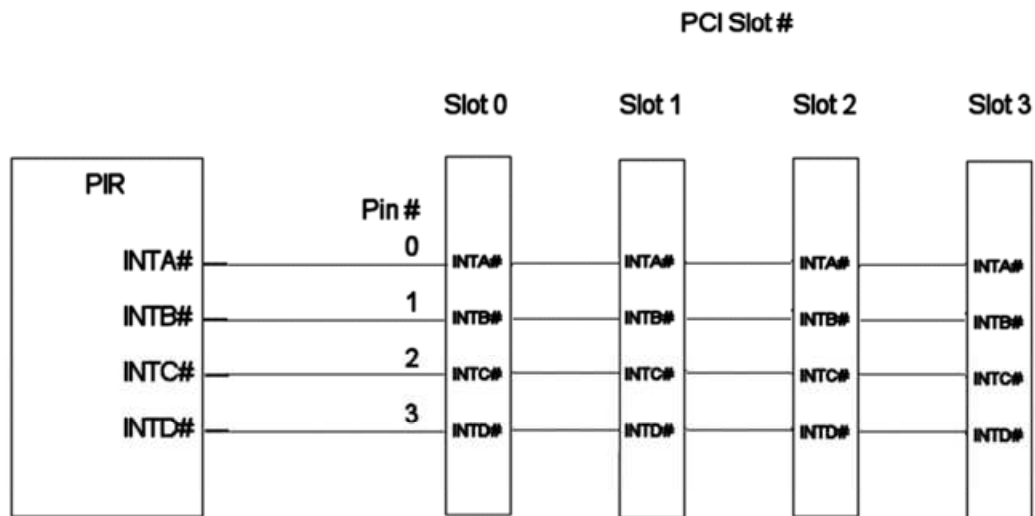 PCI Slot #
Slot 0 Slot 1 Slot 2 Slot 3
PIR
Pin #
INTA# 0 INTA# INTA# INTA# INTA#
INTB# 1 INTB# INTB# INTB# INTB#
INTC# 2 INTC# INTC# INTC# INTC#
INTD# 3 INTD# INTD# INTD# INTD#